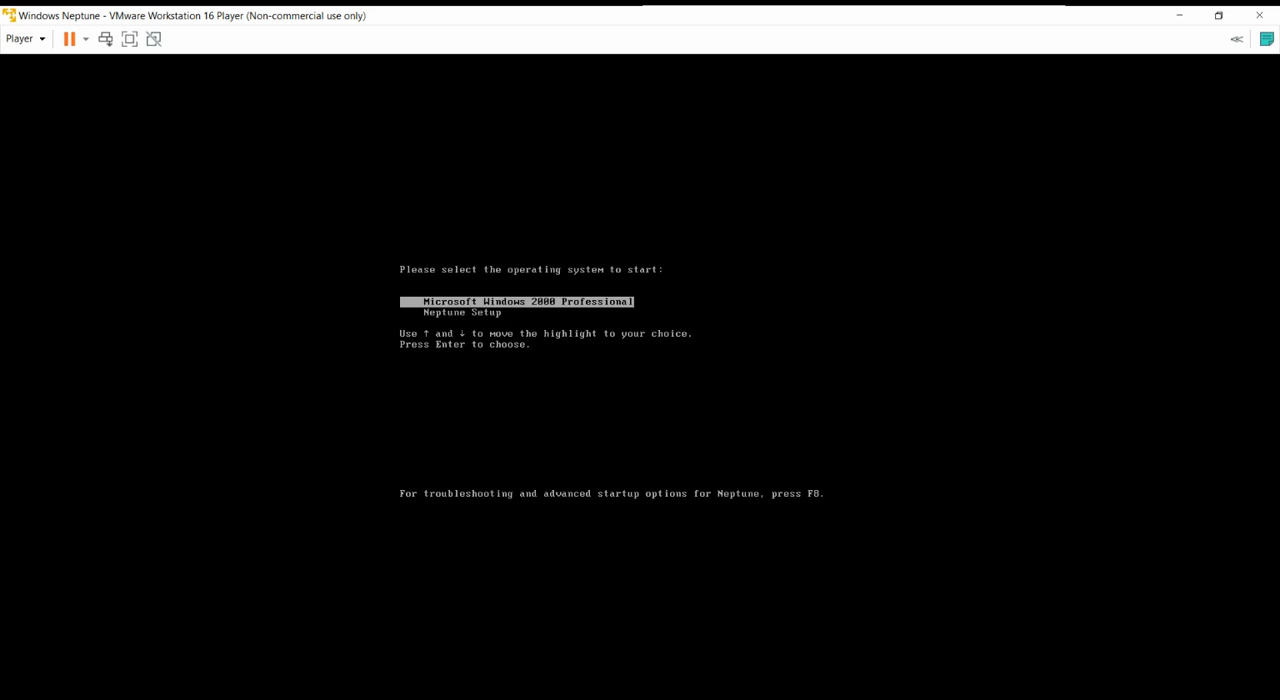 Windows Neptune - VMware Workstation 16 Player (Non-commercial use only)
Player
Please select the operating system to start:
Microsoft Windows 2000 Professional
Neptune Setup
Use ↑ and ↓ to move the highlight to your choice.
Press Enter to choose.
For troubleshooting and advanced startup options for Neptune, press F8.